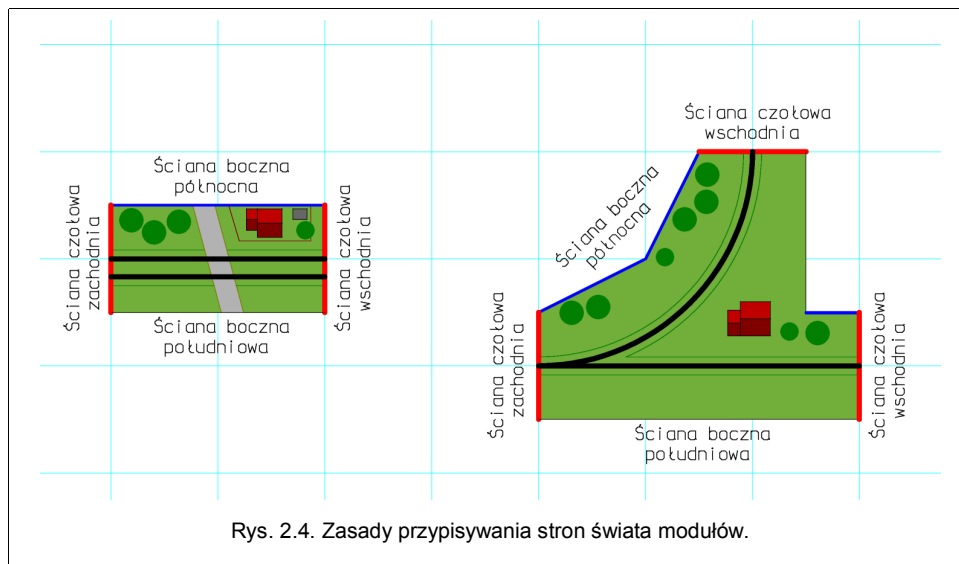 Ściana czołowa
wschodnia
Ściana boczna
północna
Ściana czołowa
zachodnia
Ściana czołowa
wschodnia
Ściana boczna
południowa
Ściana boczna
północna
Ściana czołowa
zachodnia
Ściana czołowa
wschodnia
Ściana boczna
południowa
Rys. 2.4. Zasady przypisywania stron świata modułów.